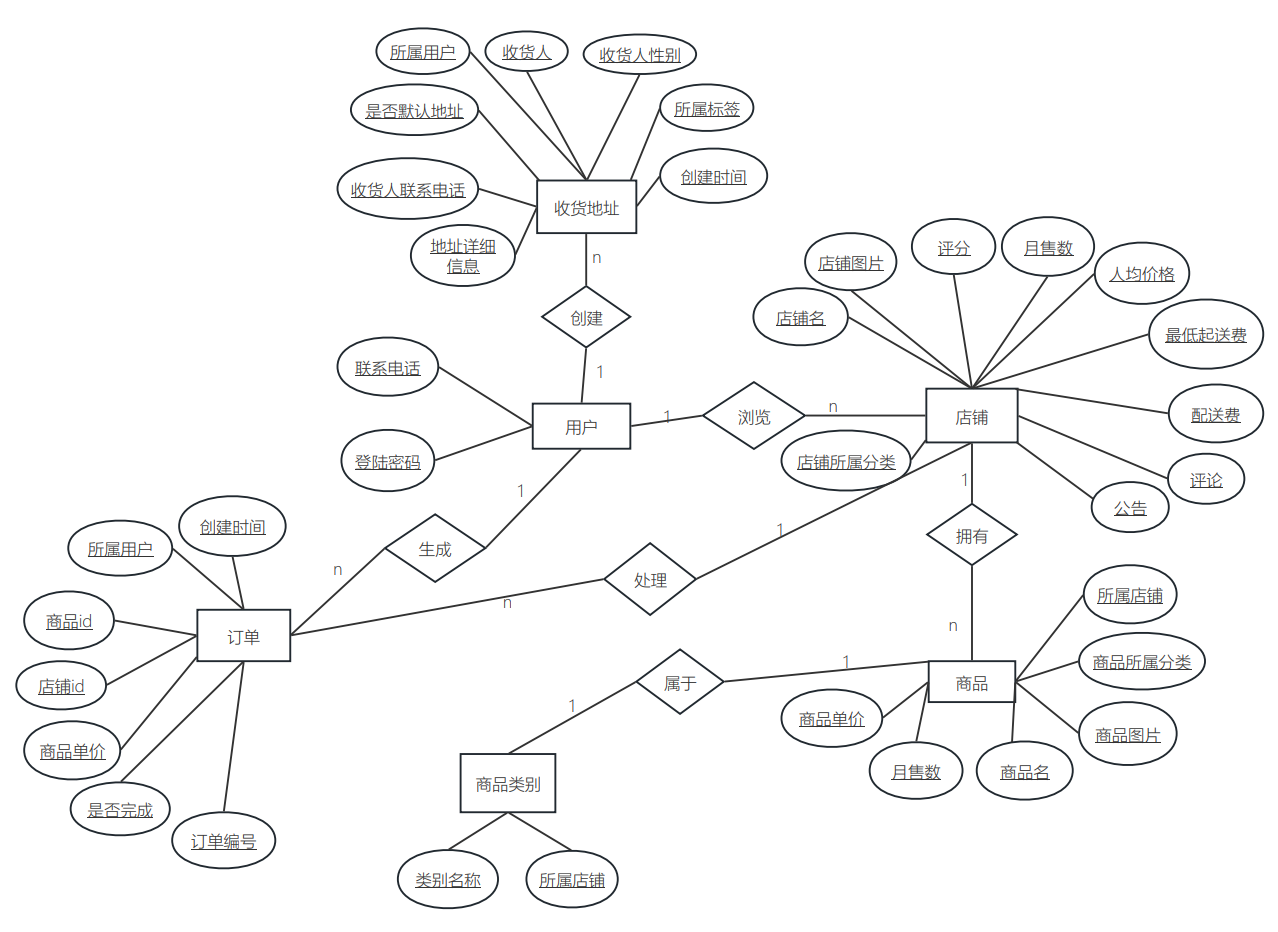 所属用户
收货人
收货人性别
是否默认地址
所属标签
收货人联系电话
创建时间
收货地址
地址详细
信息
n
创建
1
店铺图片
评分
月售数
人均价格
店铺名
最低起送费
联系电话
用户
1
浏览
n
店铺
配送费
登陆密码
店铺所属分类
评论
1
1
公告
创建时间
所属用户
生成
n
1
拥有
处理
n
商品id
订单
n
所属店铺
店铺id
属于
1
商品
商品所属分类
商品单价
1
商品单价
商品图片
是否完成
月售数
商品名
商品类别
订单编号
类别名称
所属店铺